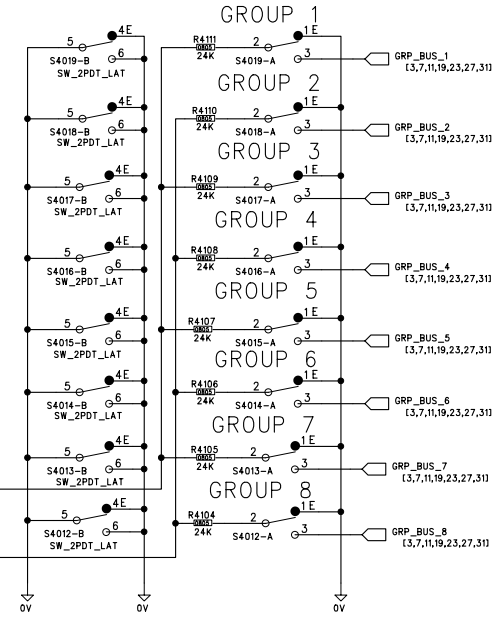 GROUP 1
4E R4111 1E
5 2
6 0805 3 GRP_BUS_1
S4019-B 24K S4019-A [3,7,11,19,23,27,31]
SW_2PDT_LAT
GROUP 2
4E R4110 1E
5 2
6 0805 3 GRP_BUS_2
S4018-B 24K S4018-A [3,7,11,19,23,27,31]
SW_2PDT_LAT
GROUP 3
4E R4109 1E
5 2
6 0805 3 GRP_BUS_3
S4017-B 24K S4017-A [3,7,11,19,23,27,31]
SW_2PDT_LAT
GROUP 4
4E R4108 1E
5 2
6 0805 3 GRP_BUS_4
S4016-B 24K S4016-A [3,7,11,19,23,27,31]
SW_2PDT_LAT
GROUP 5
4E R4107 1E
5 2
6 0805 3 GRP_BUS_5
S4015-B 24K S4015-A [3,7,11,19,23,27,31]
SW_2PDT_LAT
GROUP 6
4E R4106 1E
5 2
6 0805 3 GRP_BUS_6
S4014-B 24K S4014-A [3,7,11,19,23,27,31]
SW_2PDT_LAT
GROUP 7
4E R4105 1E
5 2
6 0805 3 GRP_BUS_7
S4013-B 24K S4013-A [3,7,11,19,23,27,31]
SW_2PDT_LAT
GROUP 8
4E R4104 1E
5 2
6 0805 3 GRP_BUS_8
S4012-B 24K S4012-A [3,7,11,19,23,27,31]
SW_2PDT_LAT
0V 0V 0V